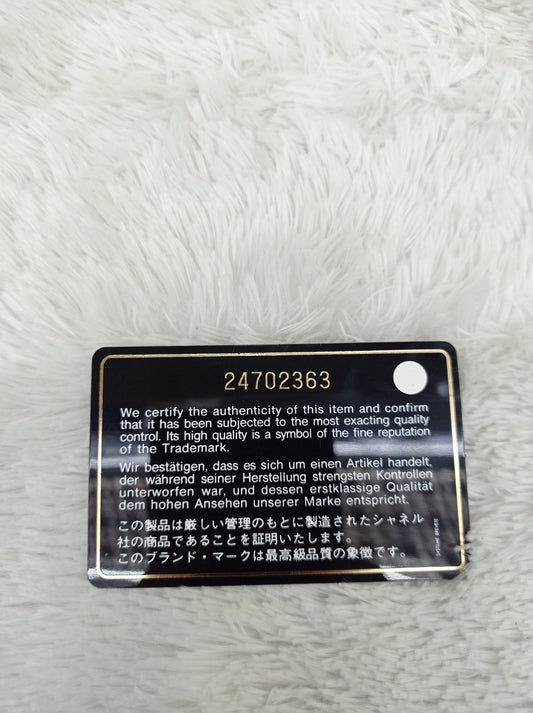 24702363
We certify the authenticity of this item and confirm
that it has been subjected to the most exacting quality
control. Its high quality is a symbol of the fine reputation
of the Trademark.
Wir bestätigen, dass es sich um einen Artikel handelt,
der während seiner Herstellung strengsten Kontrollen
unterworfen war, und dessen erstklassige Qualität
dem hohen Ansehen unserer Marke entspricht.
この製品は厳しい管理のもとに製造されたシャネル
社の商品であることを証明いたします。
このブランド・マークは最高級品質の象徴です。